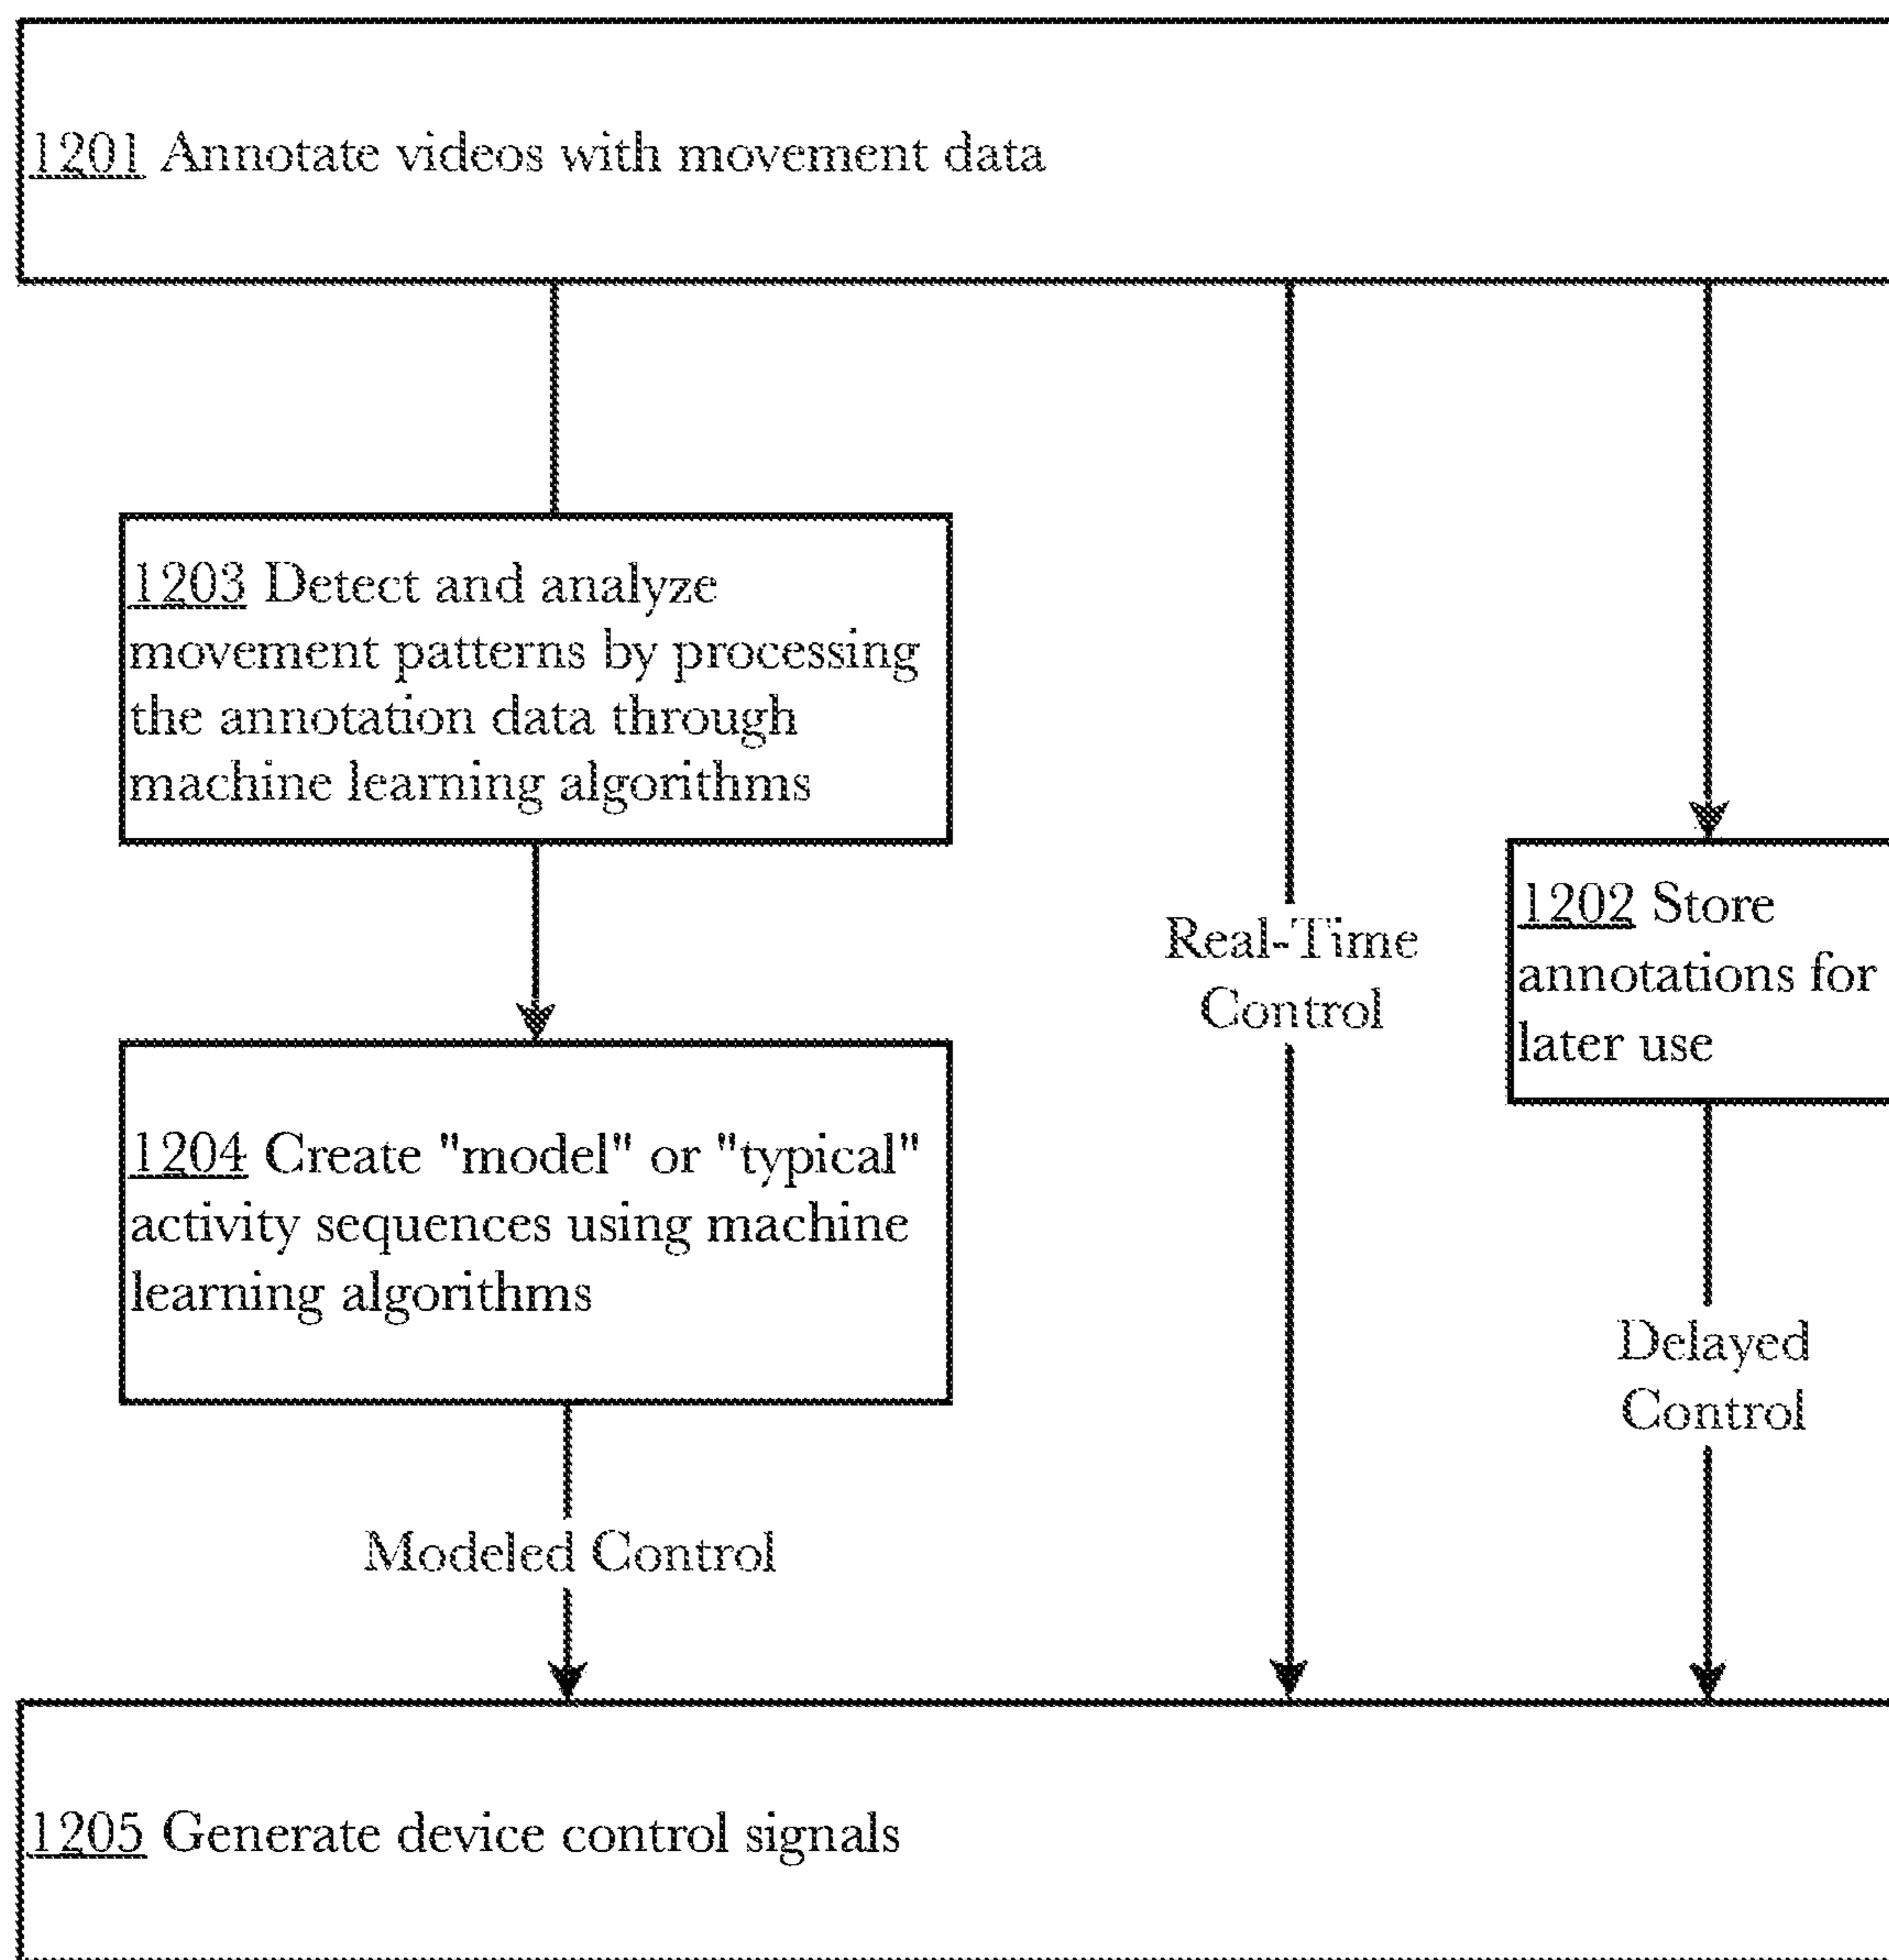 1201 Annotate videos with movement data
1203 Detect and analyze
movement patterns by processing
the annotation data through
machine learning algorithms
1204 Create "model" or "typical"
activity sequences using machine
learning algorithms
Modeled Control
Real-Time
Control
1202 Store
annotations for
later use
Delayed
Control
1205 Generate device control signals